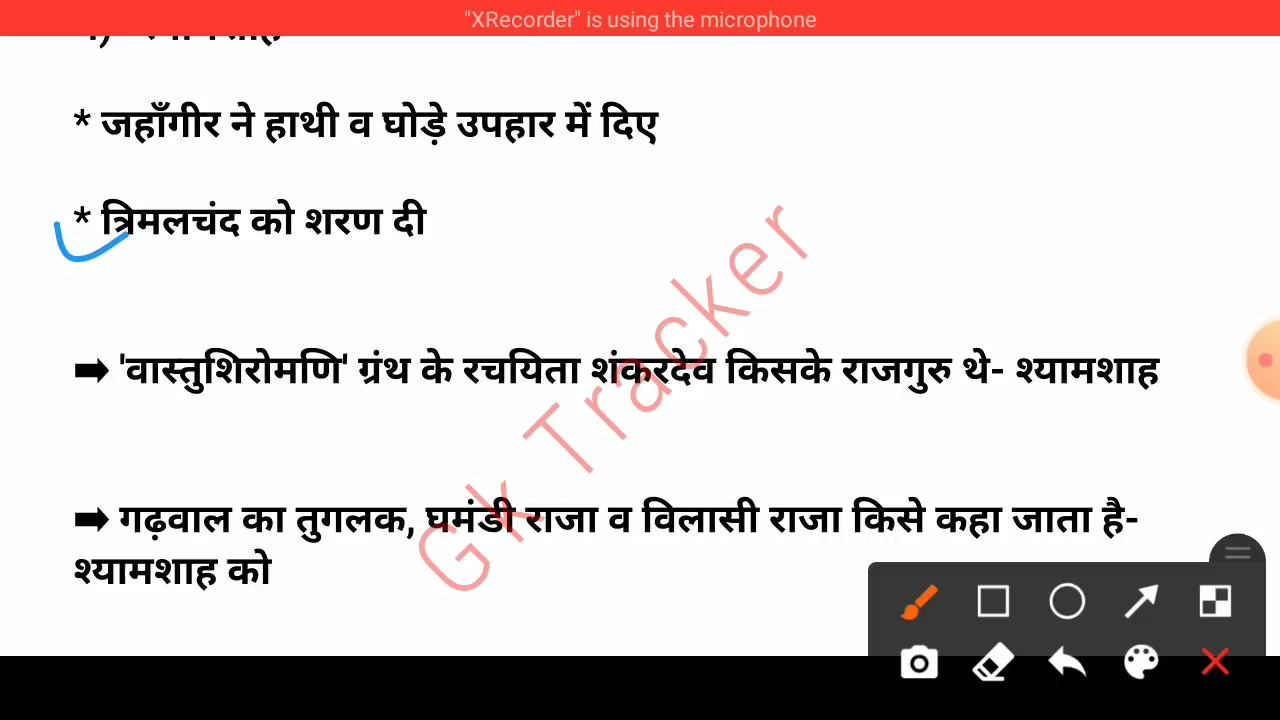 "XRecorder" is using the microphone
* जहाँगीर ने हाथी व घोड़े उपहार में दिए
* त्रिमलचंद को शरण दी
➡ 'वास्तुशिरोमणि' ग्रंथ के रचयिता शंकरदेव किसके राजगुरु थे- श्यामशाह
➡ गढ़वाल का तुगलक, घमंडी राजा व विलासी राजा किसे कहा जाता है-
श्यामशाह को
Gk Tracker